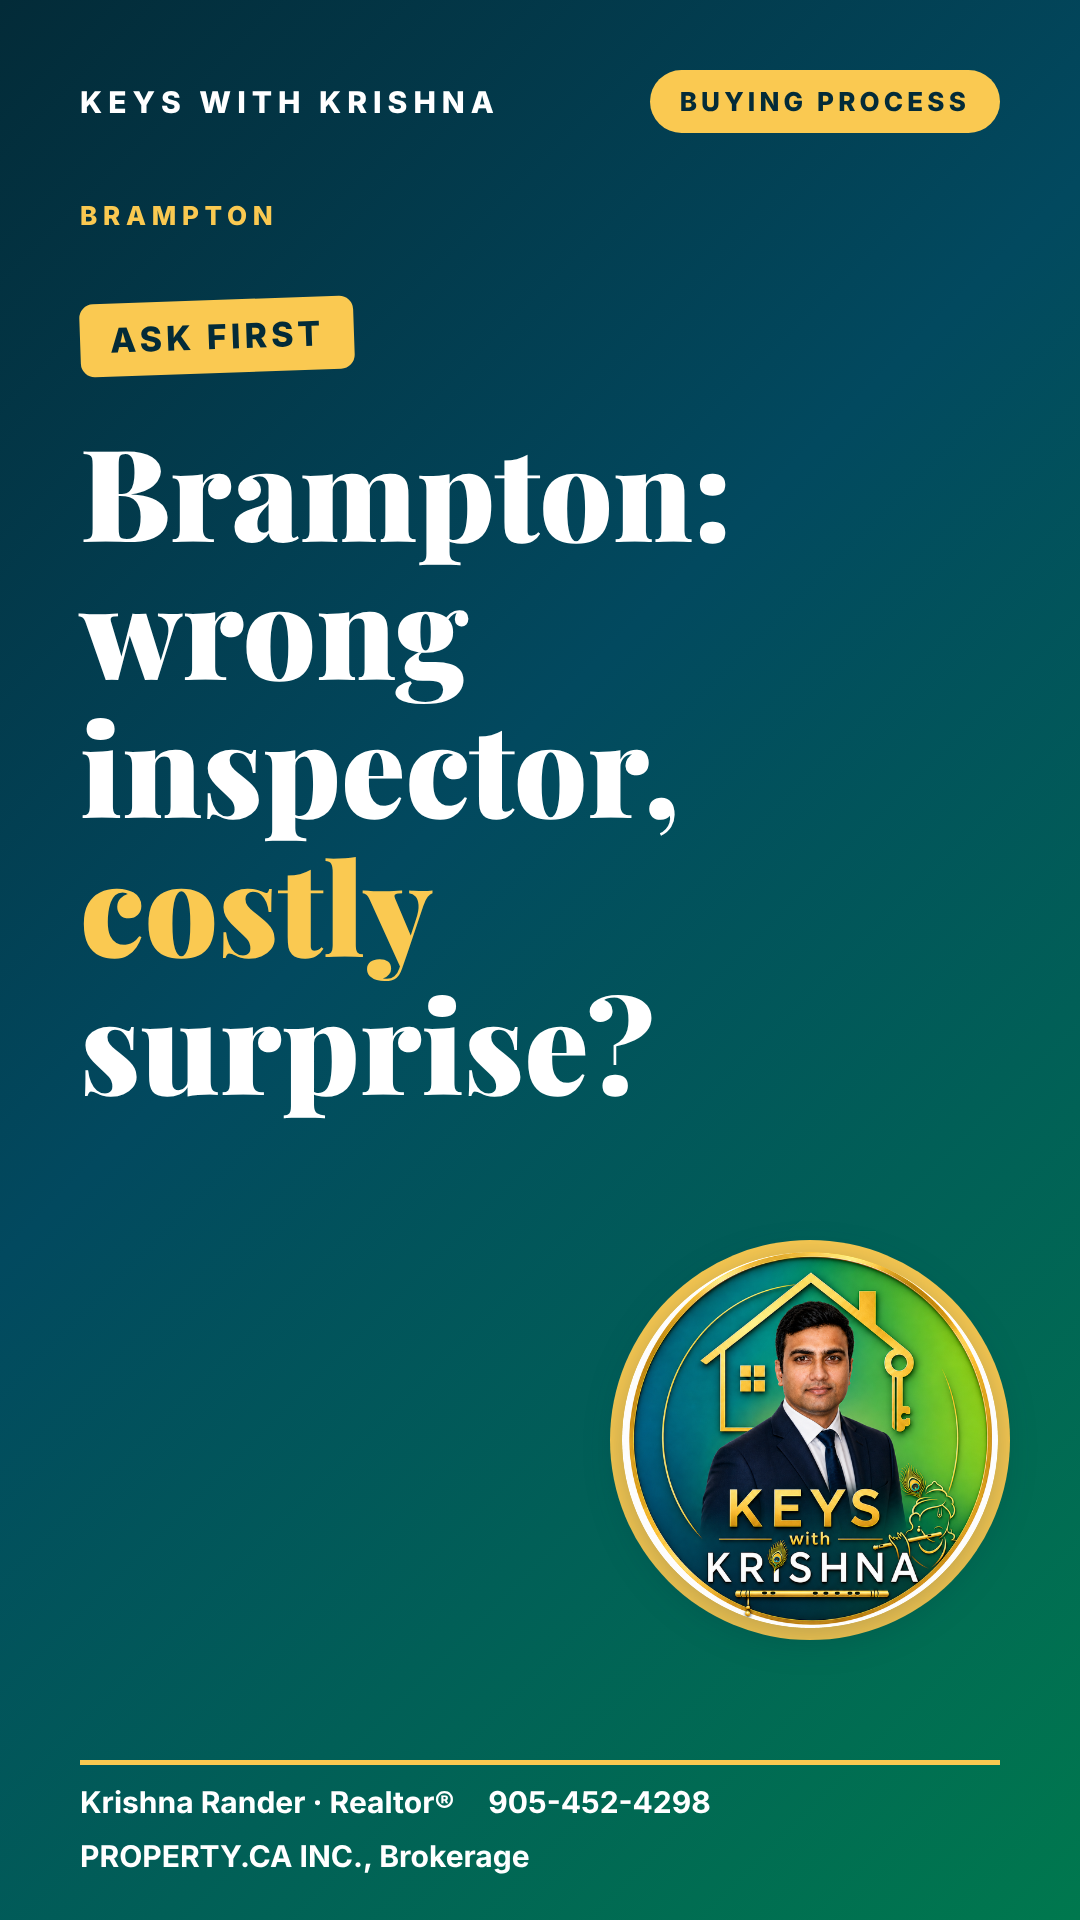 KEYS WITH KRISHNA
BUYING PROCESS
BRAMPTON
ASK FIRST
Brampton:
wrong
inspector,
costly
surprise?
KEYS
with
KRISHNA
Krishna Rander · Realtor® 905-452-4298
PROPERTY.CA INC., Brokerage